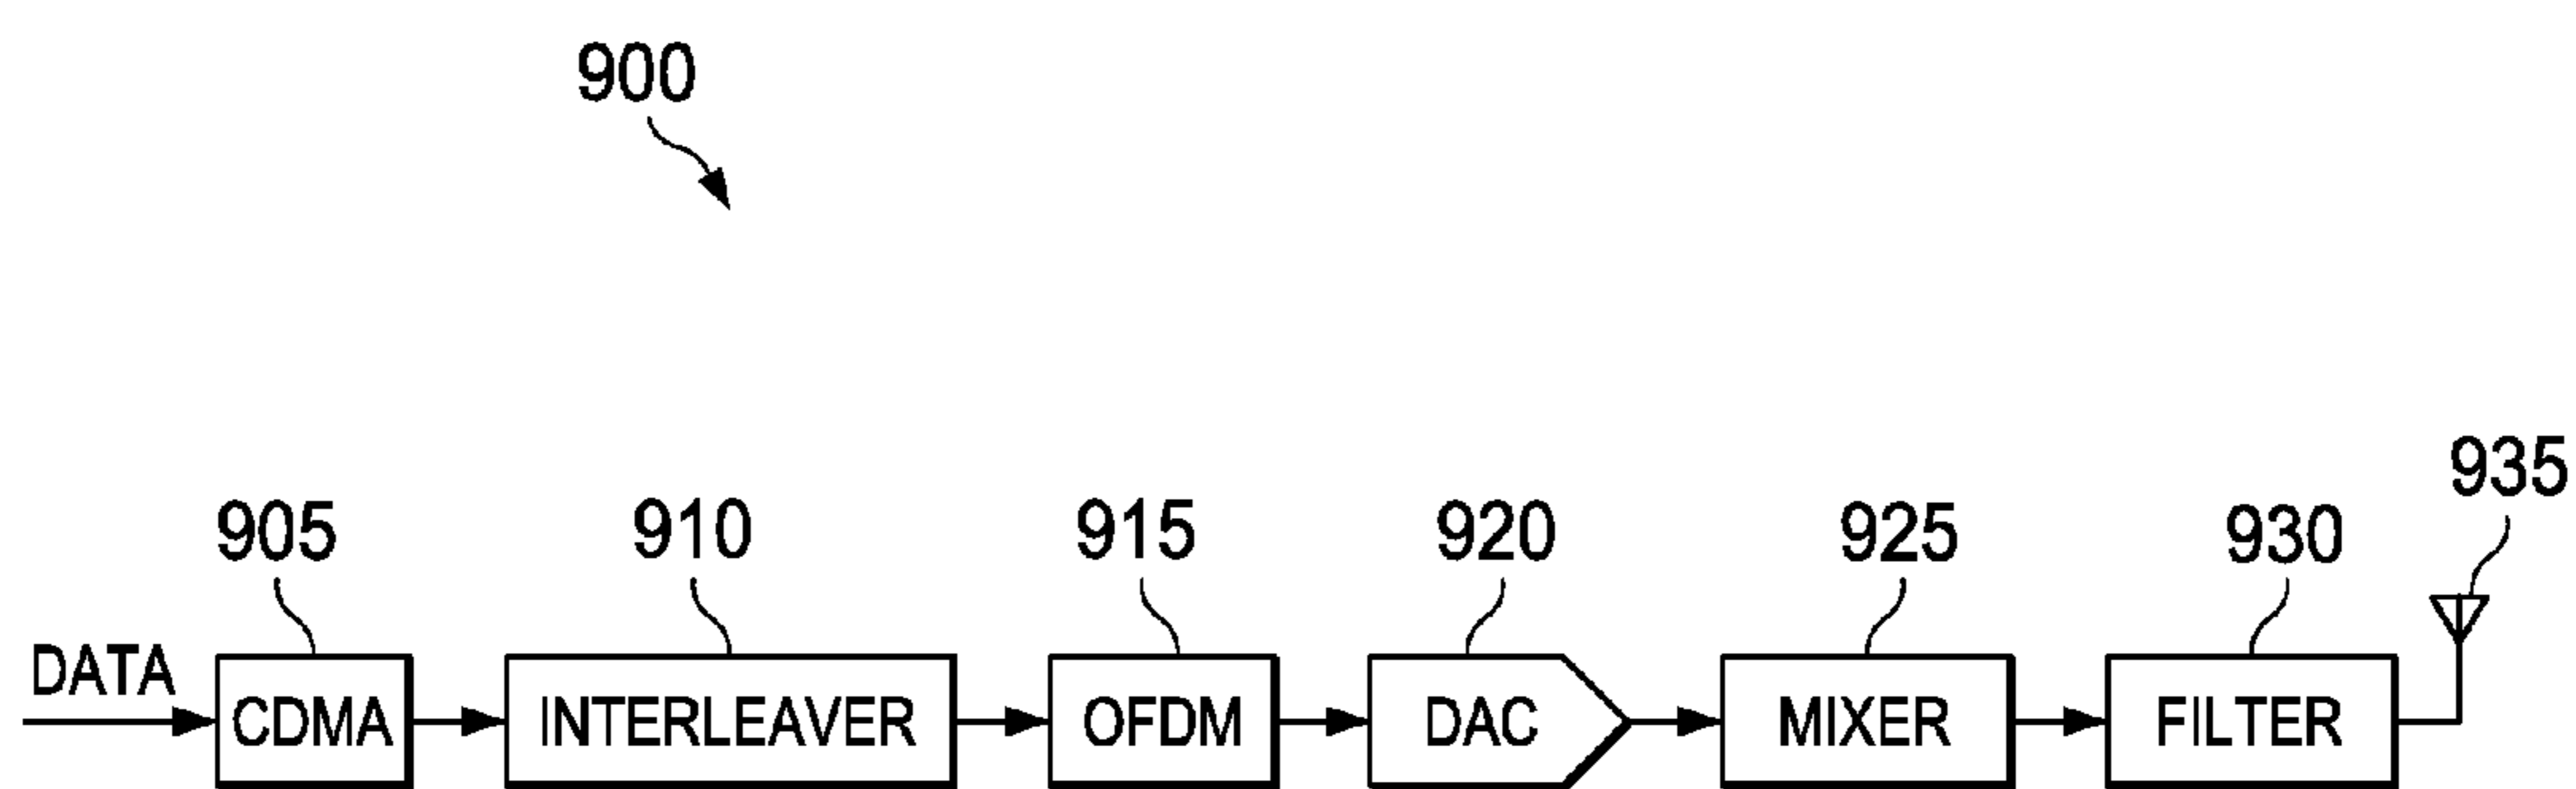 900
905 910 915 920 925 930 935
DATA CDMA INTERLEAVER OFDM DAC MIXER FILTER